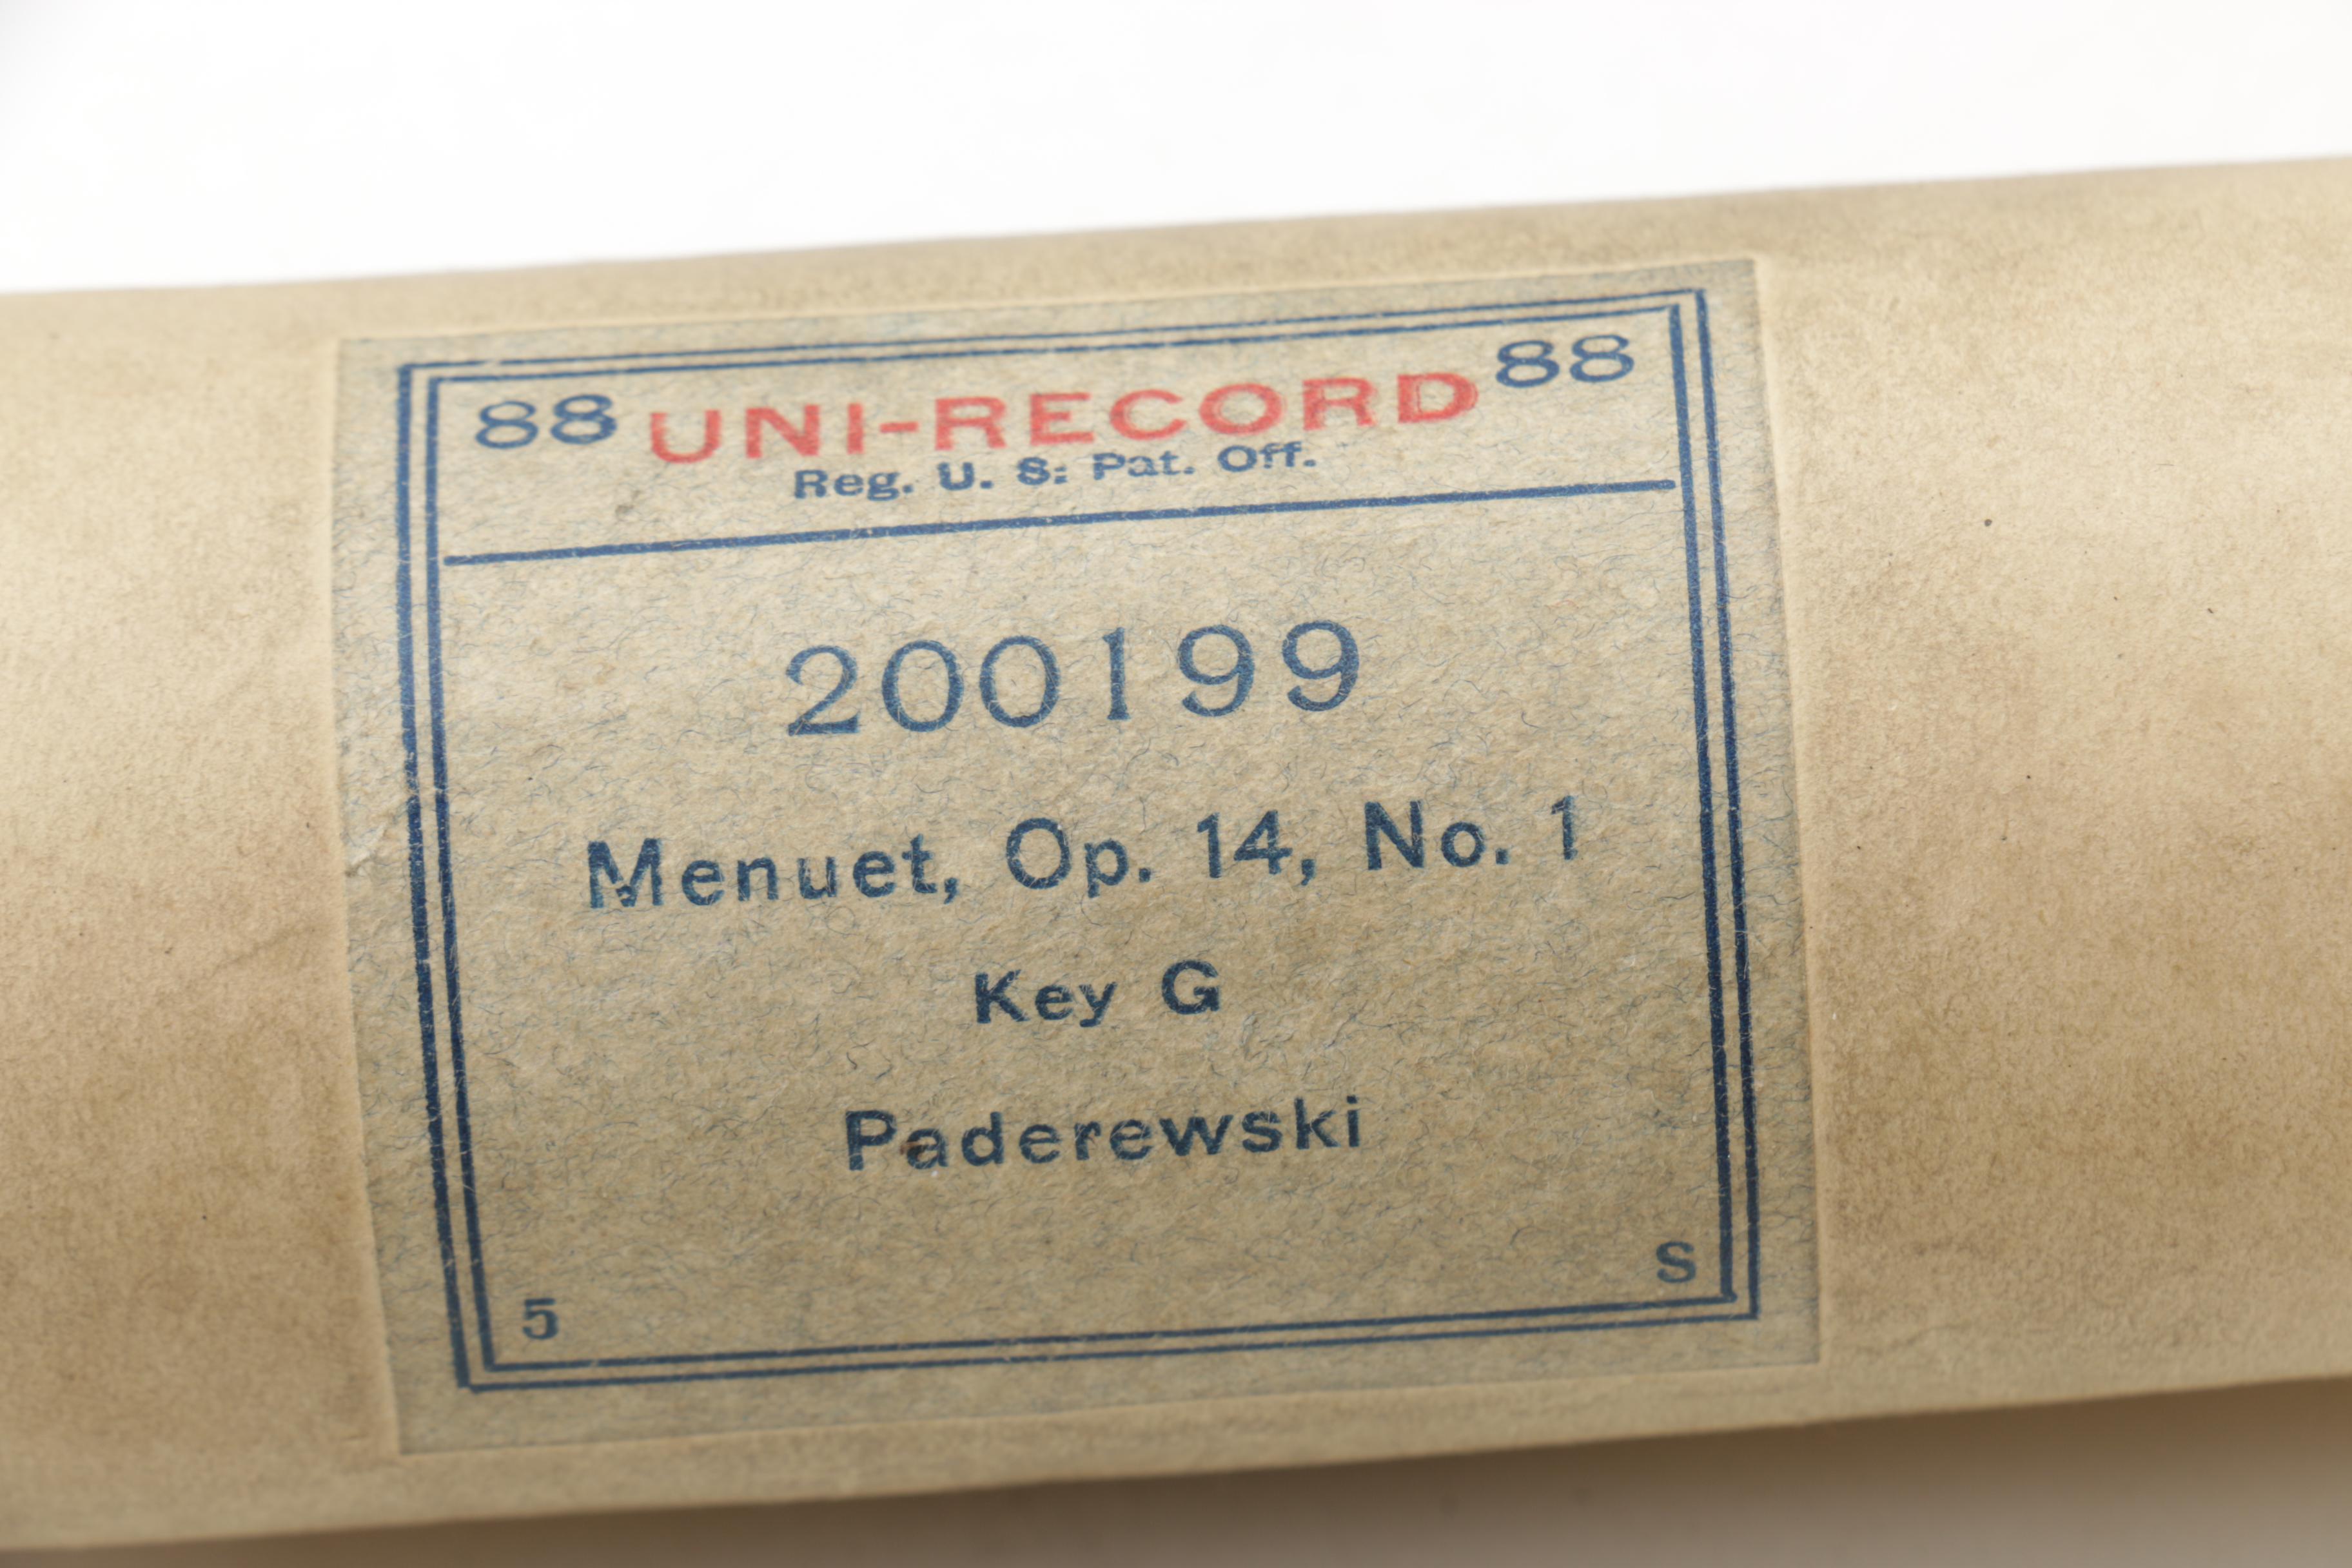 88 UNI-RECORD 88
Reg. U. S. Pat. Off.
200199
Menuet, Op. 14, No. 1
Key G
Paderewski
5 S